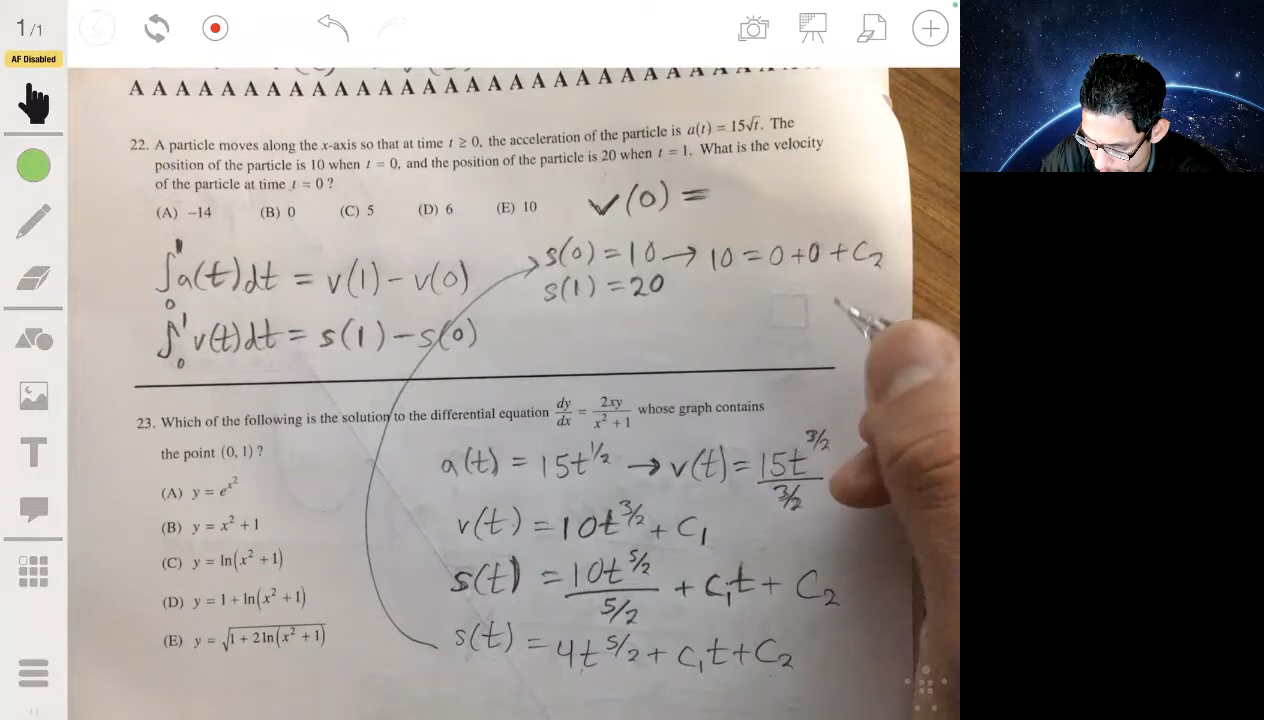 1/1
AF Disabled
A A A A A A A A A A A A A A A A A A A A A A A A A A A A A
22. A particle moves along the x-axis so that at time t ≥ 0, the acceleration of the particle is a(t) = 15√t. The
position of the particle is 10 when t = 0, and the position of the particle is 20 when t = 1. What is the velocity
of the particle at time t = 0 ?
(A) −14 (B) 0 (C) 5 (D) 6 (E) 10
v(0) =
∫₀¹ a(t)dt = v(1) − v(0)
∫₀¹ v(t)dt = s(1) − s(0)
s(0) = 10 → 10 = 0 + 0 + C₂
s(1) = 20
23. Which of the following is the solution to the differential equation dy/dx = 2xy/(x² + 1) whose graph contains
the point (0, 1) ?
(A) y = e^(x²)
(B) y = x² + 1
(C) y = ln(x² + 1)
(D) y = 1 + ln(x² + 1)
(E) y = √(1 + 2 ln(x² + 1))
a(t) = 15t^(1/2) → v(t) = 15t^(3/2) / (3/2)
v(t) = 10t^(3/2) + C₁
s(t) = 10t^(5/2) / (5/2) + C₁t + C₂
s(t) = 4t^(5/2) + C₁t + C₂
T